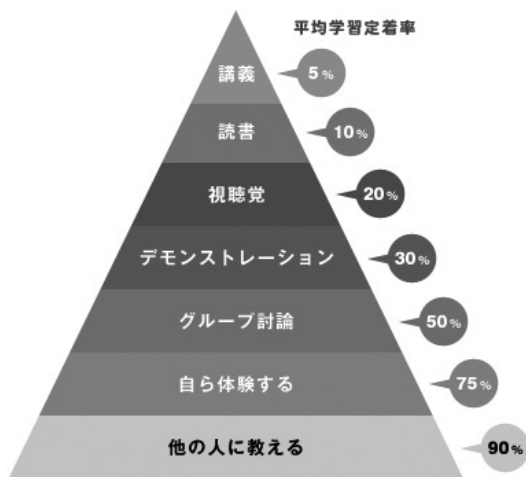 平均学習定着率
講義 5%
読書 10%
視聴党 20%
デモンストレーション 30%
グループ討論 50%
自ら体験する 75%
他の人に教える 90%